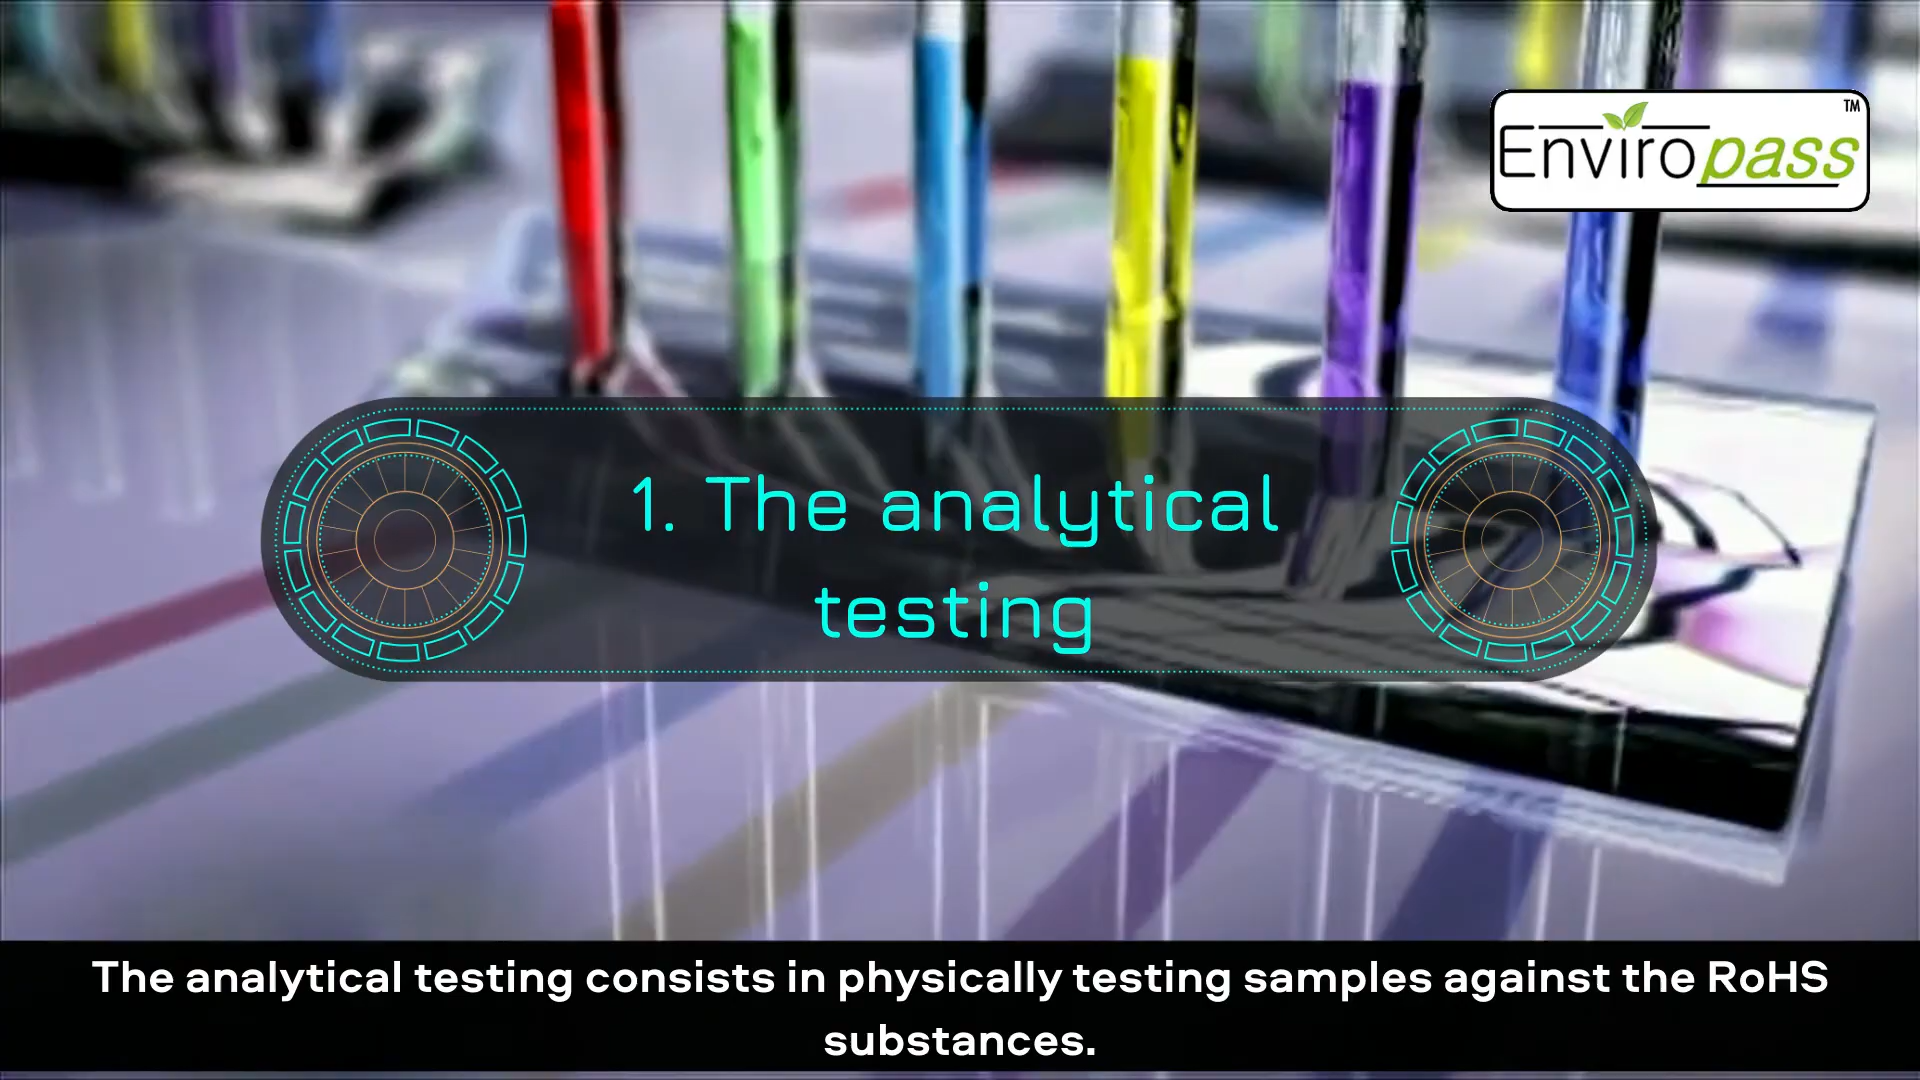 TM
Enviropass
1. The analytical
testing
The analytical testing consists in physically testing samples against the RoHS
substances.